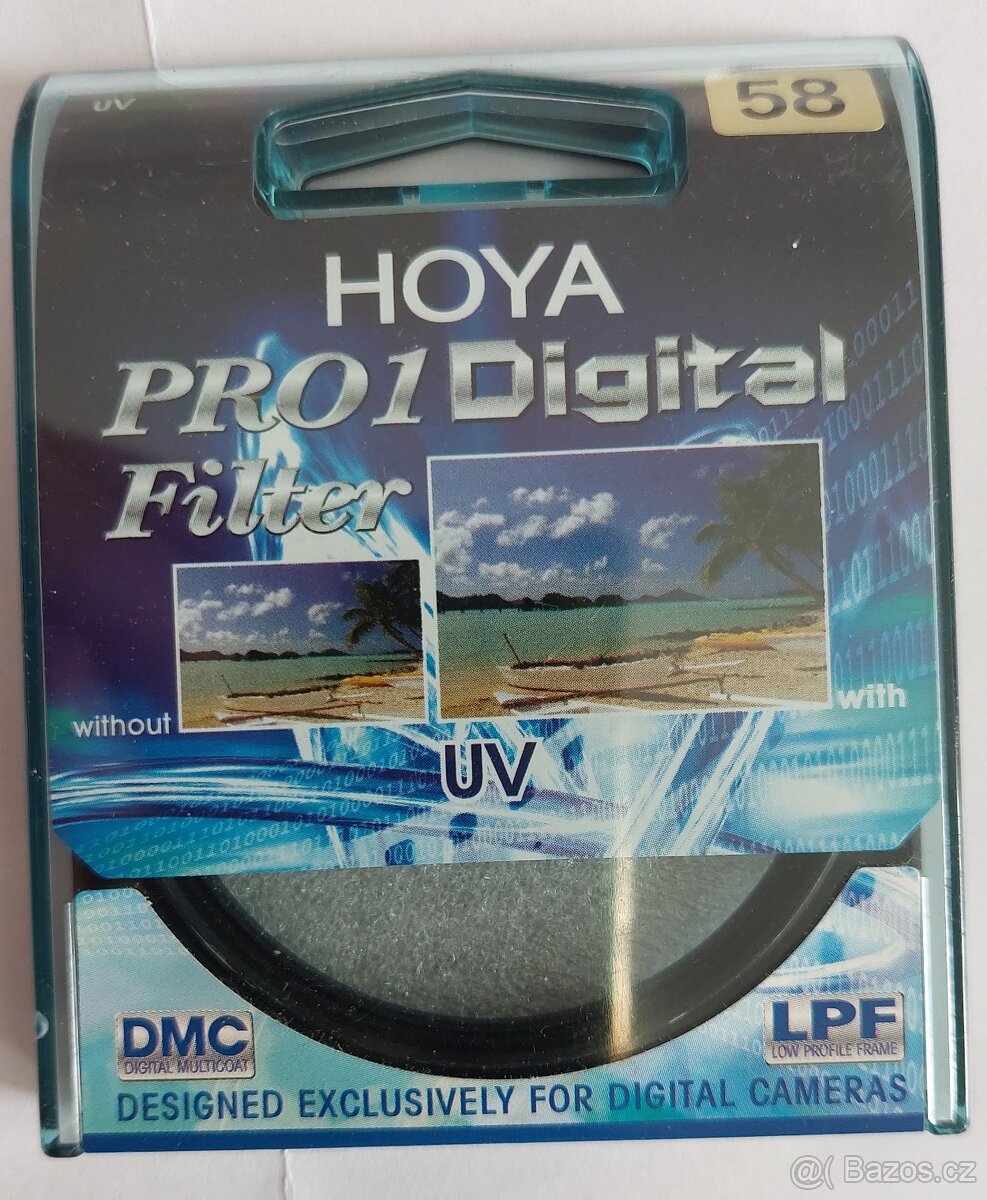 UV
58
HOYA
PRO1 Digital
Filter
without
with
UV
DMC
DIGITAL MULTICOAT
LPF
LOW PROFILE FRAME
DESIGNED EXCLUSIVELY FOR DIGITAL CAMERAS
@( Bazos.cz